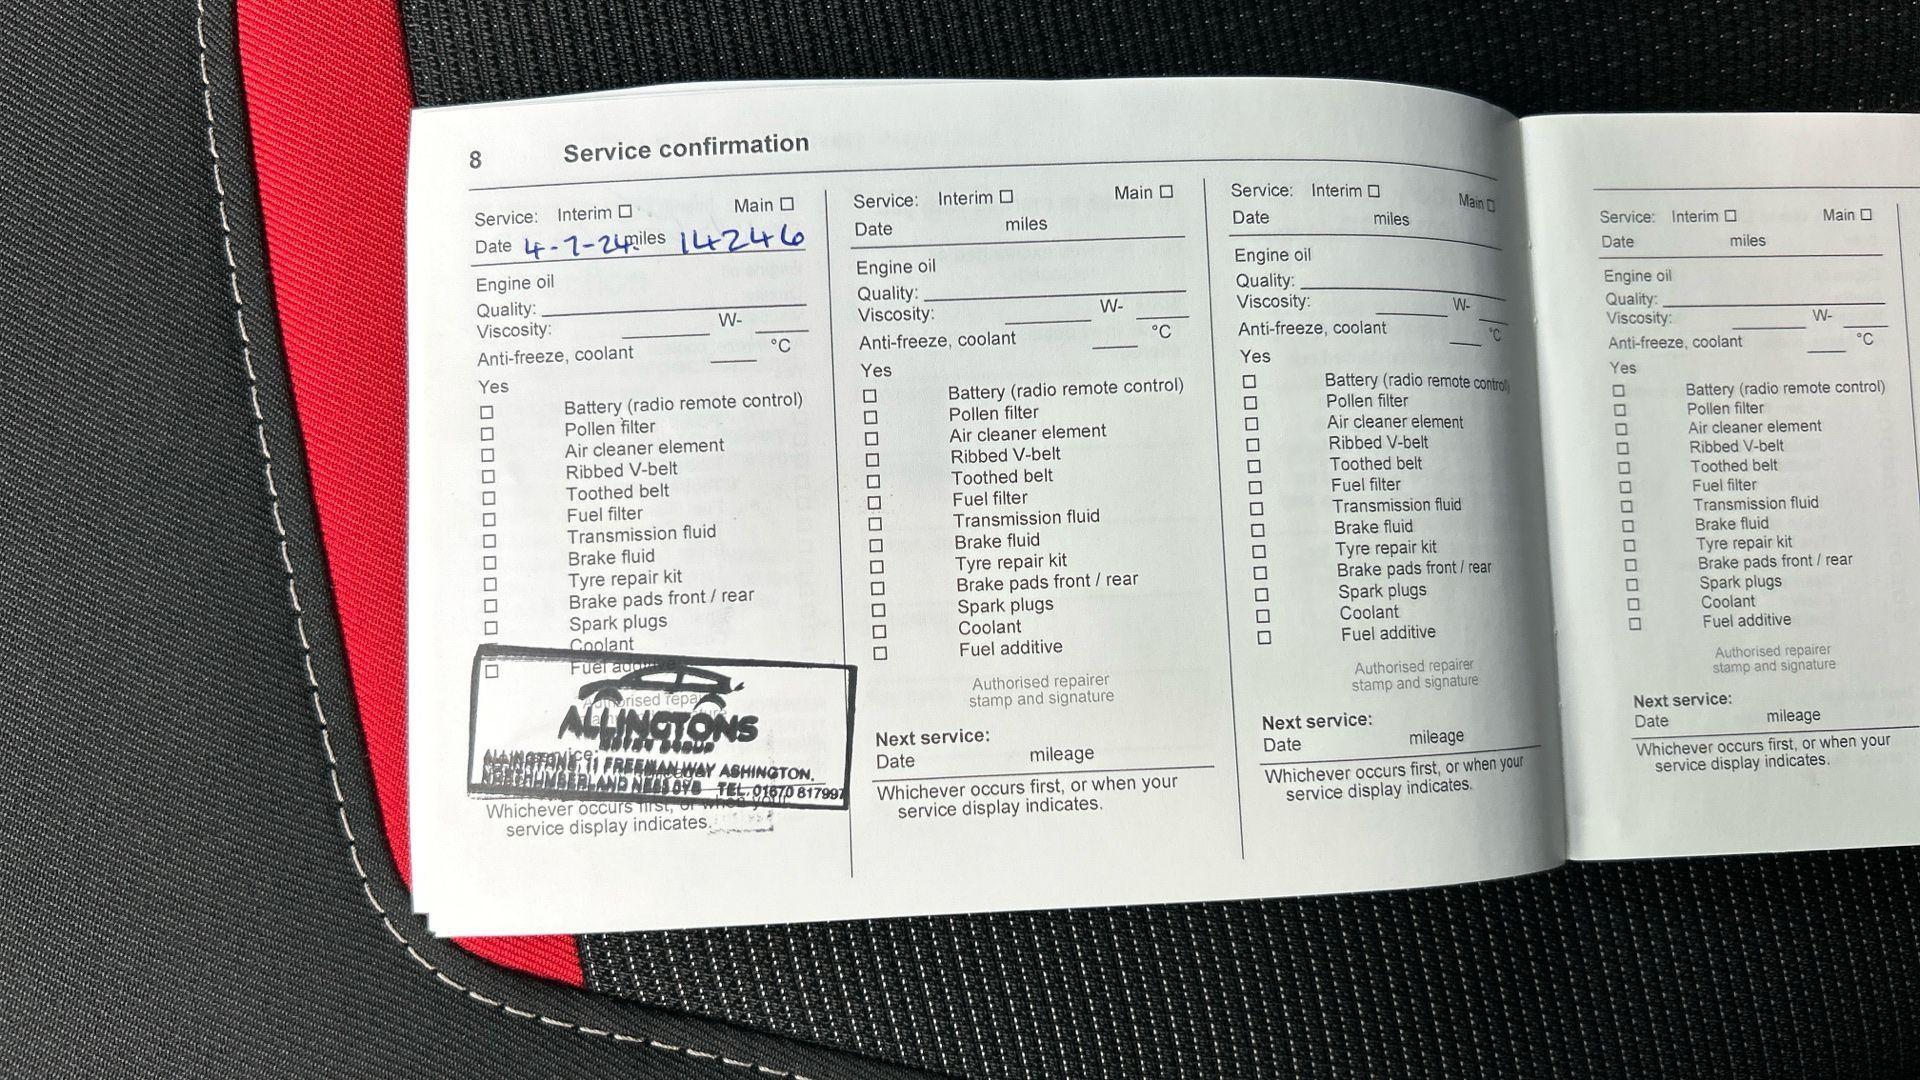 8 Service confirmation
Service: Interim ☐ Main ☐
Date 4-7-24. miles 14246
Engine oil
Quality:
Viscosity: W-
Anti-freeze, coolant °C
Yes
☐ Battery (radio remote control)
☐ Pollen filter
☐ Air cleaner element
☐ Ribbed V-belt
☐ Toothed belt
☐ Fuel filter
☐ Transmission fluid
☐ Brake fluid
☐ Tyre repair kit
☐ Brake pads front / rear
☐ Spark plugs
Coolant
☐ Fuel additive
ALLINGTONS
11 FREEMAN WAY ASHINGTON,
NORTHUMBERLAND TEL. 01670 817997
Whichever occurs first, or when your
service display indicates.
Service: Interim ☐ Main ☐
Date miles
Engine oil
Quality:
Viscosity: W-
Anti-freeze, coolant °C
Yes
☐ Battery (radio remote control)
☐ Pollen filter
☐ Air cleaner element
☐ Ribbed V-belt
☐ Toothed belt
☐ Fuel filter
☐ Transmission fluid
☐ Brake fluid
☐ Tyre repair kit
☐ Brake pads front / rear
☐ Spark plugs
☐ Coolant
☐ Fuel additive
Authorised repairer
stamp and signature
Next service:
Date mileage
Whichever occurs first, or when your
service display indicates.
Service: Interim ☐ Main ☐
Date miles
Engine oil
Quality:
Viscosity: W-
Anti-freeze, coolant °C
Yes
☐ Battery (radio remote control)
☐ Pollen filter
☐ Air cleaner element
☐ Ribbed V-belt
☐ Toothed belt
☐ Fuel filter
☐ Transmission fluid
☐ Brake fluid
☐ Tyre repair kit
☐ Brake pads front / rear
☐ Spark plugs
☐ Coolant
☐ Fuel additive
Authorised repairer
stamp and signature
Next service:
Date mileage
Whichever occurs first, or when your
service display indicates.
Service: Interim ☐ Main ☐
Date miles
Engine oil
Quality:
Viscosity: W-
Anti-freeze, coolant °C
Yes
☐ Battery (radio remote control)
☐ Pollen filter
☐ Air cleaner element
☐ Ribbed V-belt
☐ Toothed belt
☐ Fuel filter
☐ Transmission fluid
☐ Brake fluid
☐ Tyre repair kit
☐ Brake pads front / rear
☐ Spark plugs
☐ Coolant
☐ Fuel additive
Authorised repairer
stamp and signature
Next service:
Date mileage
Whichever occurs first, or when your
service display indicates.